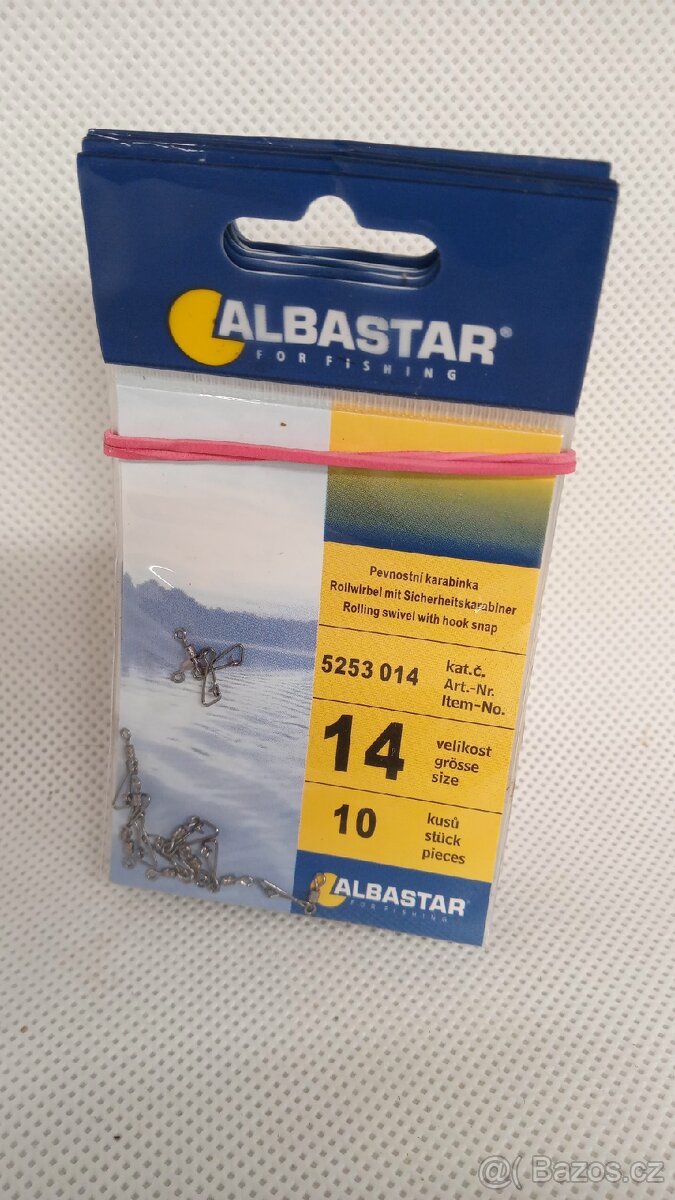 ALBASTAR®
FOR FiSHING
Pevnostní karabinka
Rollwirbel mit Sicherheitskarabiner
Rolling swivel with hook snap
5253 014
kat.č.
Art.-Nr.
Item-No.
14
velikost
grösse
size
10
kusů
stück
pieces
ALBASTAR
FOR FiSHING
@( Bazos.cz